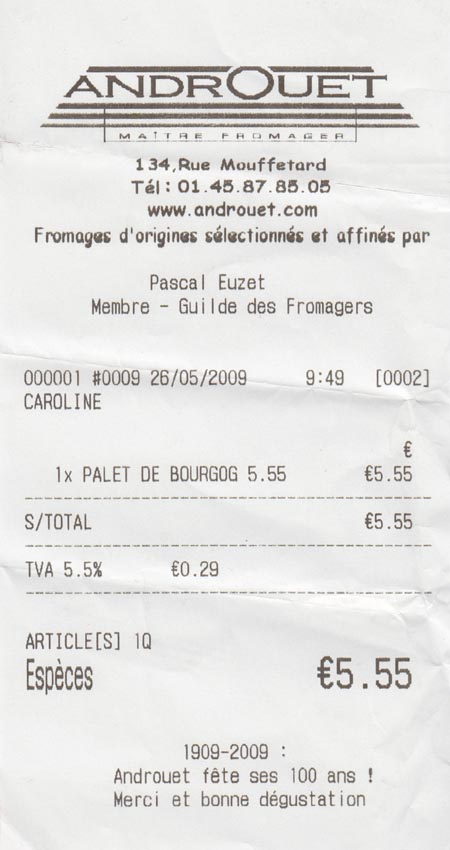 ANDROUET
MAÎTRE FROMAGER
134,Rue Mouffetard
Tél: 01.45.87.85.05
www.androuet.com
Fromages d'origines sélectionnés et affinés par
Pascal Euzet
Membre - Guilde des Fromagers
000001 #0009 26/05/2009 9:49 [0002]
CAROLINE
€
1x PALET DE BOURGOG 5.55 €5.55
S/TOTAL €5.55
TVA 5.5% €0.29
ARTICLE[S] 1Q
Espèces €5.55
1909-2009 :
Androuet fête ses 100 ans !
Merci et bonne dégustation